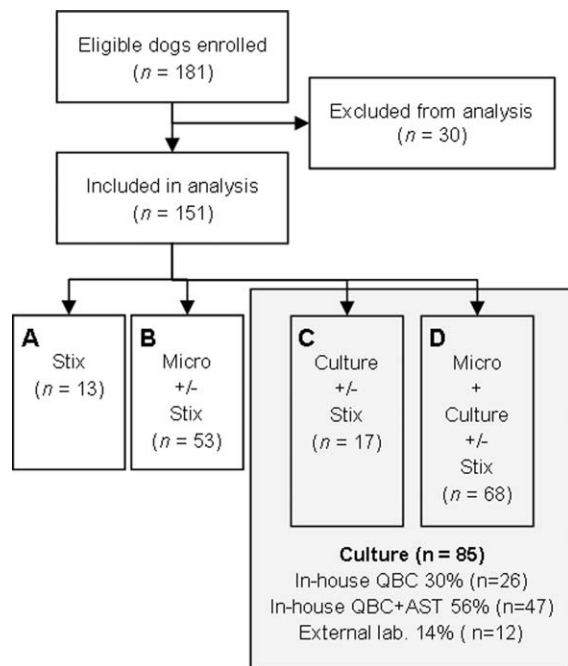 Eligible dogs enrolled
(n = 181)
Excluded from analysis
(n = 30)
Included in analysis
(n = 151)
A
Stix
(n = 13)
B
Micro
+/-
Stix
(n = 53)
C
Culture
+/-
Stix
(n = 17)
D
Micro
+
Culture
+/-
Stix
(n = 68)
Culture (n = 85)
In-house QBC 30% (n=26)
In-house QBC+AST 56% (n=47)
External lab. 14% ( n=12)